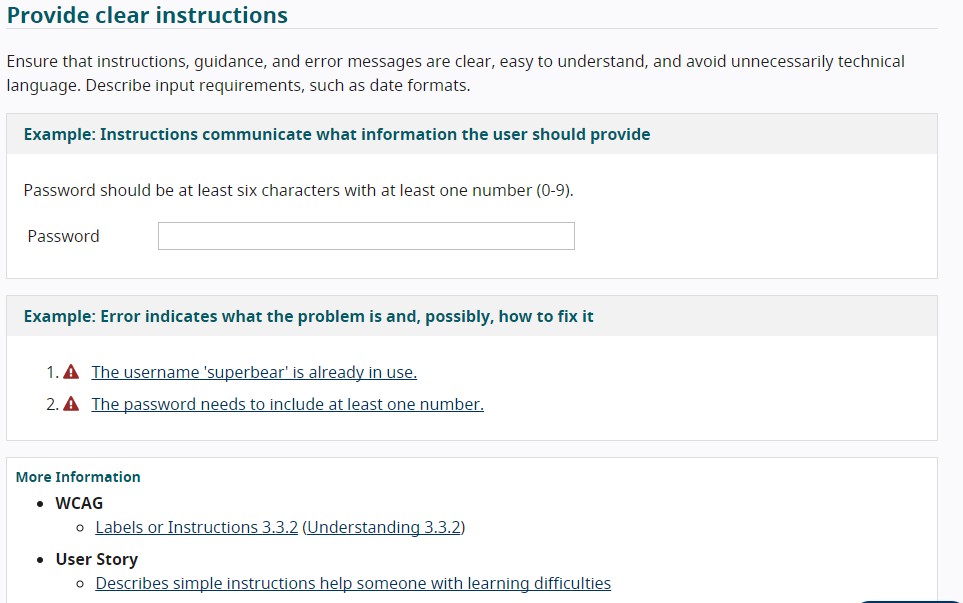 Provide clear instructions
Ensure that instructions, guidance, and error messages are clear, easy to understand, and avoid unnecessarily technical
language. Describe input requirements, such as date formats.
Example: Instructions communicate what information the user should provide
Password should be at least six characters with at least one number (0-9).
Password
Example: Error indicates what the problem is and, possibly, how to fix it
1. The username 'superbear' is already in use.
2. The password needs to include at least one number.
More Information
• WCAG
○ Labels or Instructions 3.3.2 (Understanding 3.3.2)
• User Story
○ Describes simple instructions help someone with learning difficulties